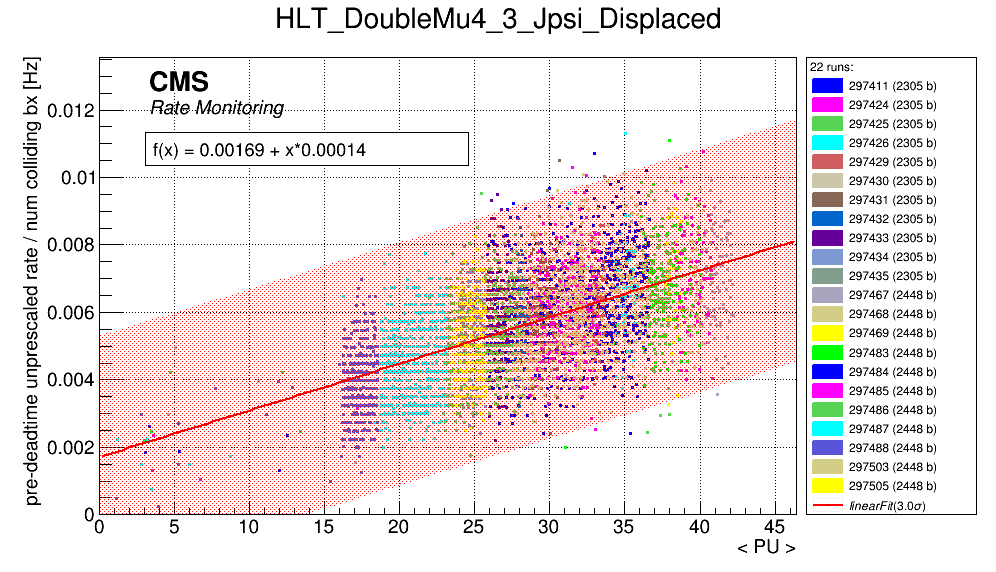 HLT_DoubleMu4_3_Jpsi_Displaced
pre-deadtime unprescaled rate / num colliding bx [Hz]
CMS
Rate Monitoring
f(x) = 0.00169 + x*0.00014
0.012
0.01
0.008
0.006
0.004
0.002
0
0 5 10 15 20 25 30 35 40 45
< PU >
22 runs:
297411 (2305 b)
297424 (2305 b)
297425 (2305 b)
297426 (2305 b)
297429 (2305 b)
297430 (2305 b)
297431 (2305 b)
297432 (2305 b)
297433 (2305 b)
297434 (2305 b)
297435 (2305 b)
297467 (2448 b)
297468 (2448 b)
297469 (2448 b)
297483 (2448 b)
297484 (2448 b)
297485 (2448 b)
297486 (2448 b)
297487 (2448 b)
297488 (2448 b)
297503 (2448 b)
297505 (2448 b)
linearFit(3.0σ)